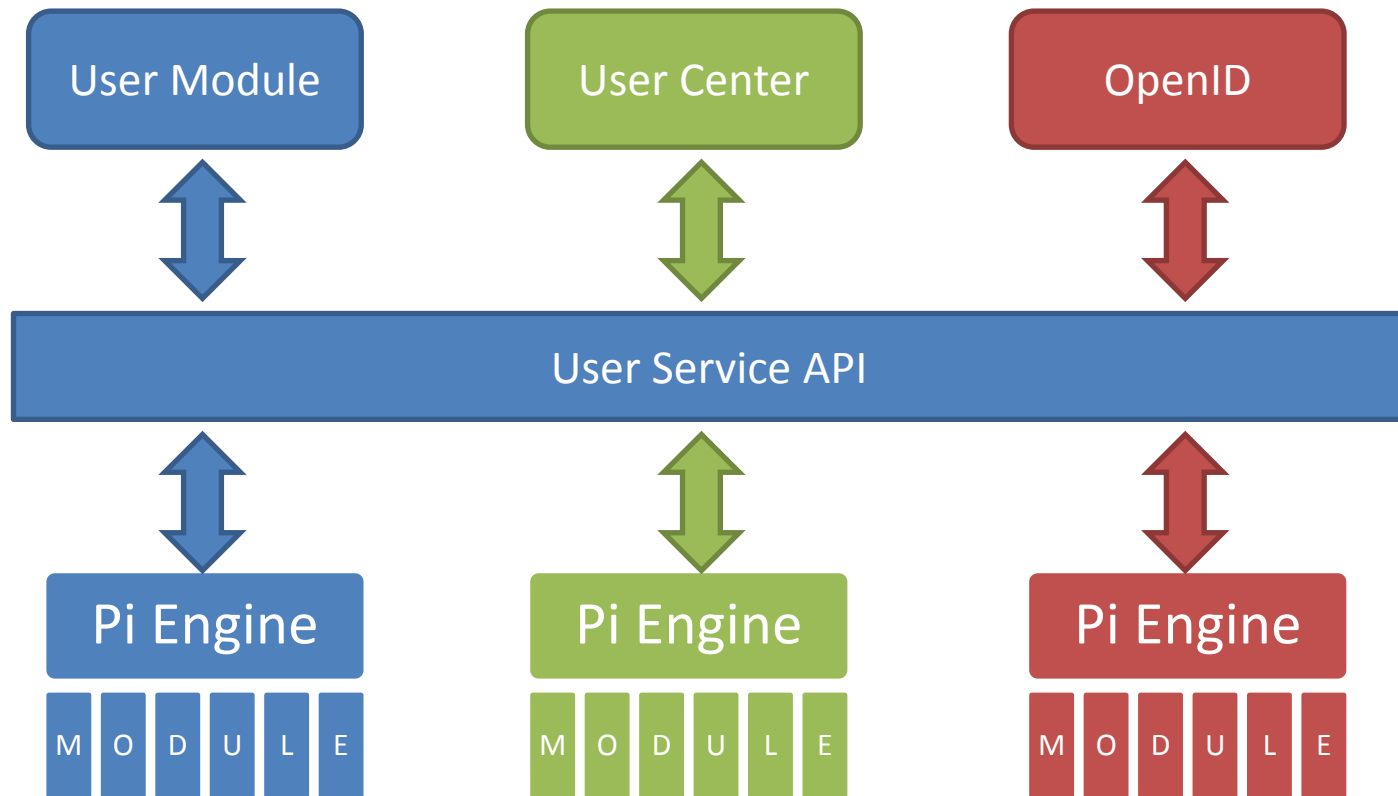 User Module
User Center
OpenID
User Service API
Pi Engine
Pi Engine
Pi Engine
M O D U L E
M O D U L E
M O D U L E